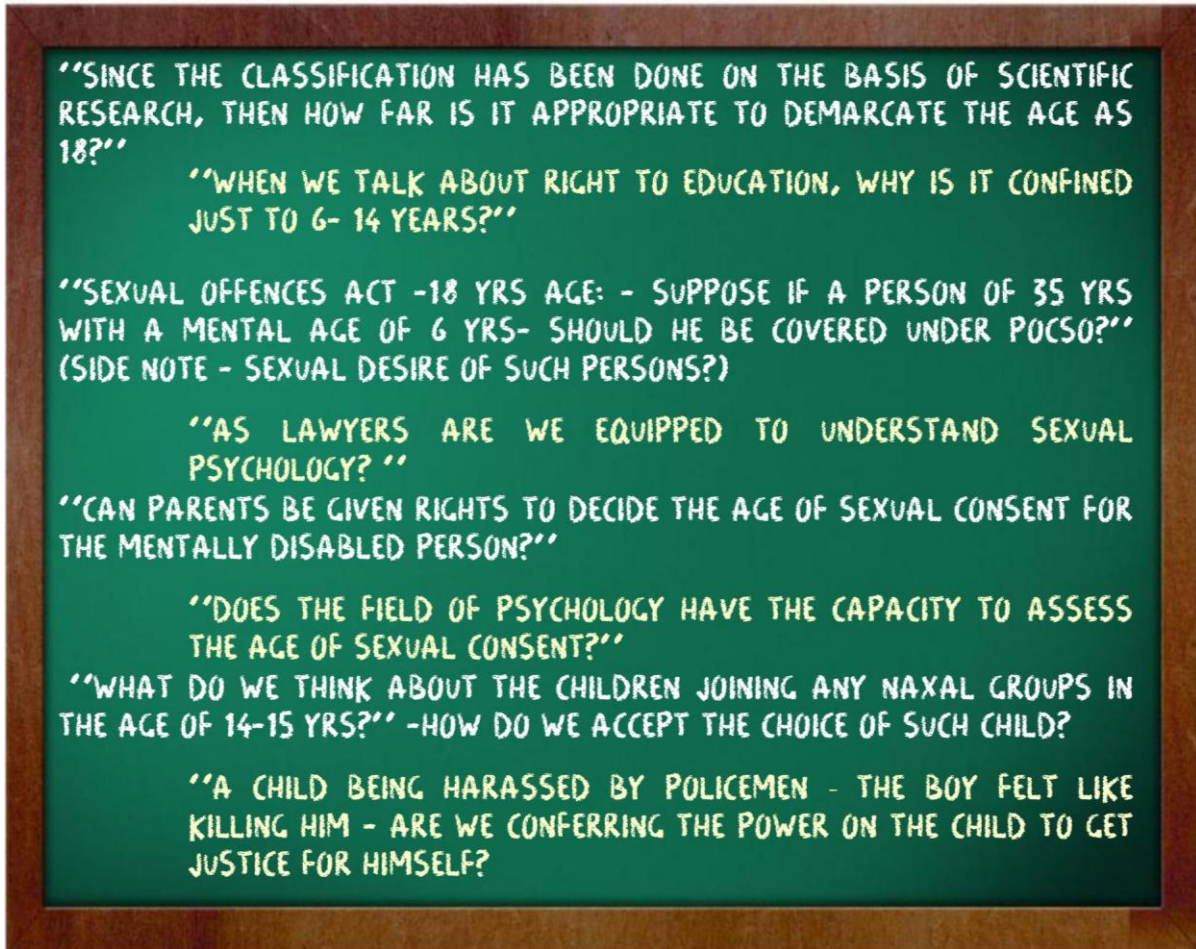 ‘‘SINCE THE CLASSIFICATION HAS BEEN DONE ON THE BASIS OF SCIENTIFIC
RESEARCH, THEN HOW FAR IS IT APPROPRIATE TO DEMARCATE THE AGE AS
18?’’
‘‘WHEN WE TALK ABOUT RIGHT TO EDUCATION, WHY IS IT CONFINED
JUST TO 6- 14 YEARS?’’
‘‘SEXUAL OFFENCES ACT -18 YRS AGE: - SUPPOSE IF A PERSON OF 35 YRS
WITH A MENTAL AGE OF 6 YRS- SHOULD HE BE COVERED UNDER POCSO?’’
(SIDE NOTE - SEXUAL DESIRE OF SUCH PERSONS?)
‘‘AS LAWYERS ARE WE EQUIPPED TO UNDERSTAND SEXUAL
PSYCHOLOGY? ‘‘
‘‘CAN PARENTS BE GIVEN RIGHTS TO DECIDE THE AGE OF SEXUAL CONSENT FOR
THE MENTALLY DISABLED PERSON?’’
‘‘DOES THE FIELD OF PSYCHOLOGY HAVE THE CAPACITY TO ASSESS
THE AGE OF SEXUAL CONSENT?’’
‘‘WHAT DO WE THINK ABOUT THE CHILDREN JOINING ANY NAXAL GROUPS IN
THE AGE OF 14-15 YRS?’’ -HOW DO WE ACCEPT THE CHOICE OF SUCH CHILD?
‘‘A CHILD BEING HARASSED BY POLICEMEN - THE BOY FELT LIKE
KILLING HIM - ARE WE CONFERRING THE POWER ON THE CHILD TO GET
JUSTICE FOR HIMSELF?